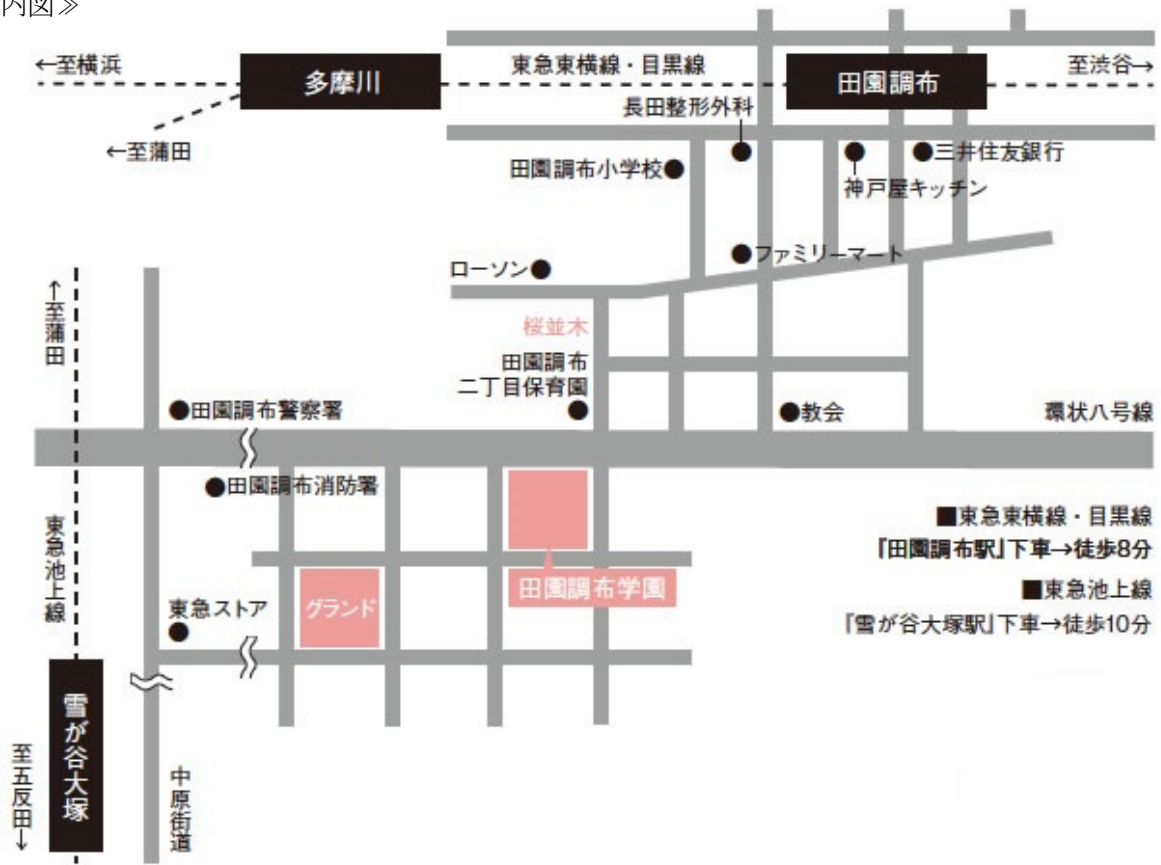 内図≫
←至横浜
多摩川
東急東横線・目黒線
田園調布
至渋谷→
←至蒲田
長田整形外科
田園調布小学校●
●三井住友銀行
神戸屋キッチン
●ファミリーマート
ローソン●
←至蒲田
桜並木
田園調布
二丁目保育園
●田園調布警察署
●教会
環状八号線
●田園調布消防署
東急池上線
■東急東横線・目黒線
『田園調布駅』下車→徒歩8分
田園調布学園
■東急池上線
『雪が谷大塚駅』下車→徒歩10分
東急ストア
グランド
雪が谷大塚
至五反田→
中原街道